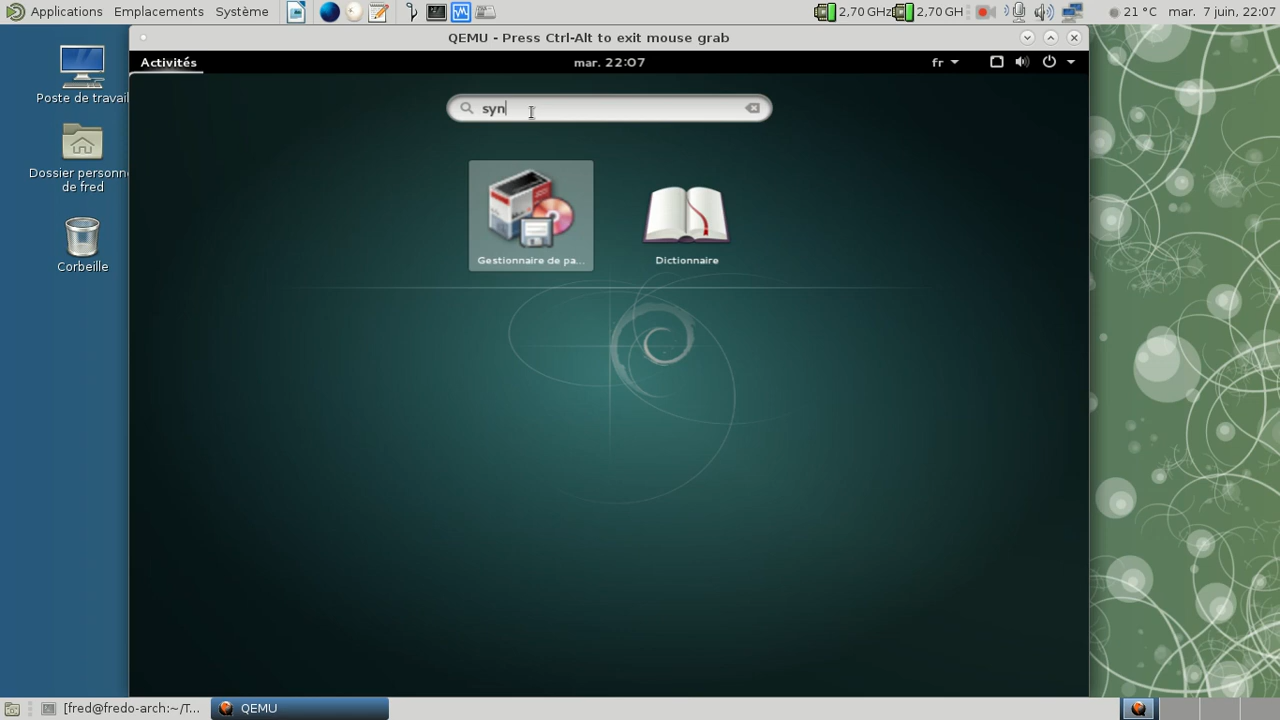 Applications Emplacements Système 2,70 GHz 2,70 GH 21 °C mar. 7 juin, 22:07
QEMU - Press Ctrl-Alt to exit mouse grab
Activités mar. 22:07 fr
Poste de travail
syn
Dossier personn
de fred
Gestionnaire de pa... Dictionnaire
Corbeille
[fred@fredo-arch:~/T... QEMU